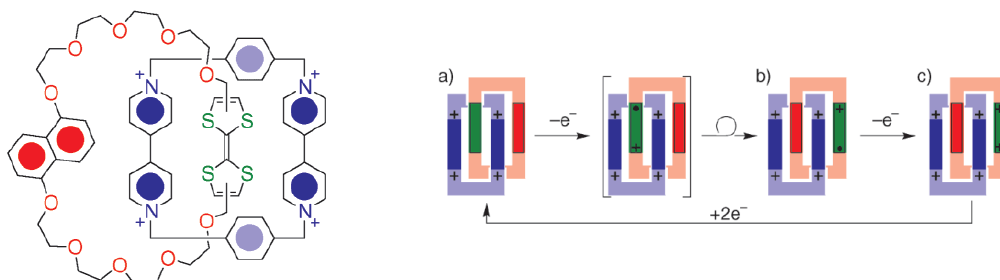 O
O O
O
O
a) b) c)
+ +
N N
–e⁻ –e⁻
S S
S S
N N
+ +
+2e⁻
O
O
O O
O